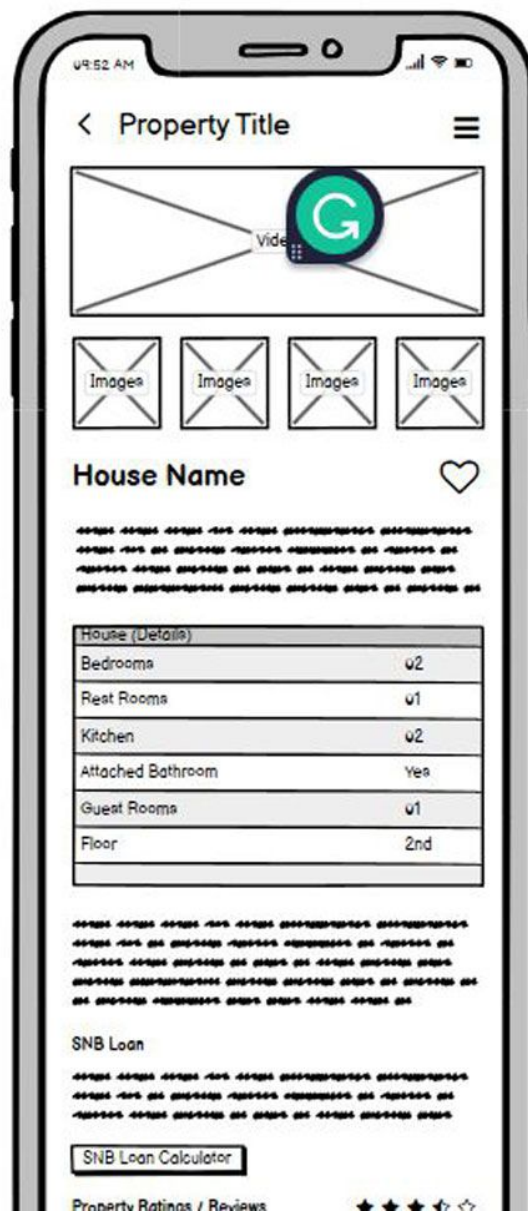 09:52 AM
< Property Title
Vide
Images Images Images Images
House Name
House (Details)
Bedrooms 02
Rest Rooms 01
Kitchen 02
Attached Bathroom Yes
Guest Rooms 01
Floor 2nd
SNB Loan
SNB Loan Calculator
Property Ratings / Reviews